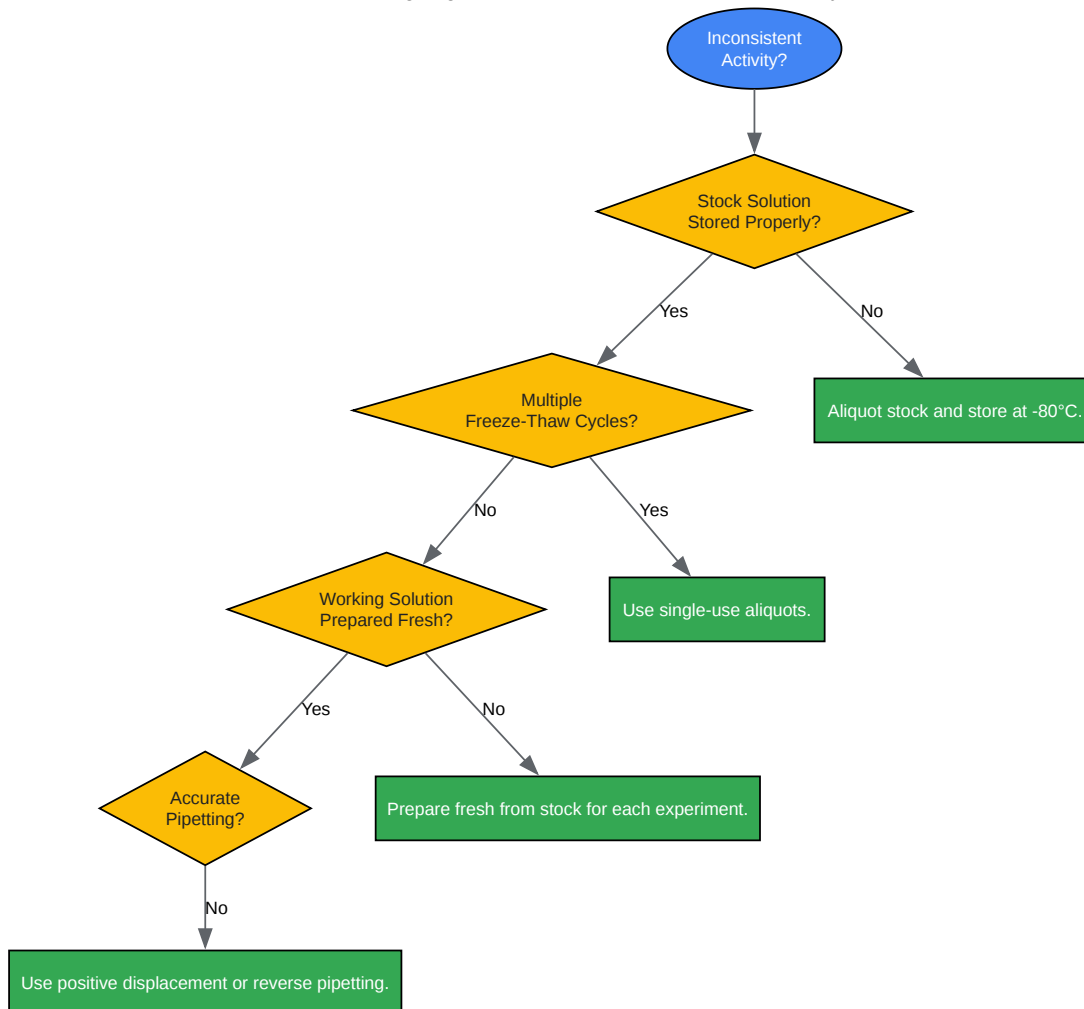 Inconsistent
Activity?
Stock Solution
Stored Properly?
Yes
No
Multiple
Freeze-Thaw Cycles?
Aliquot stock and store at -80°C.
No
Yes
Working Solution
Prepared Fresh?
Use single-use aliquots.
Yes
No
Accurate
Pipetting?
Prepare fresh from stock for each experiment.
No
Use positive displacement or reverse pipetting.